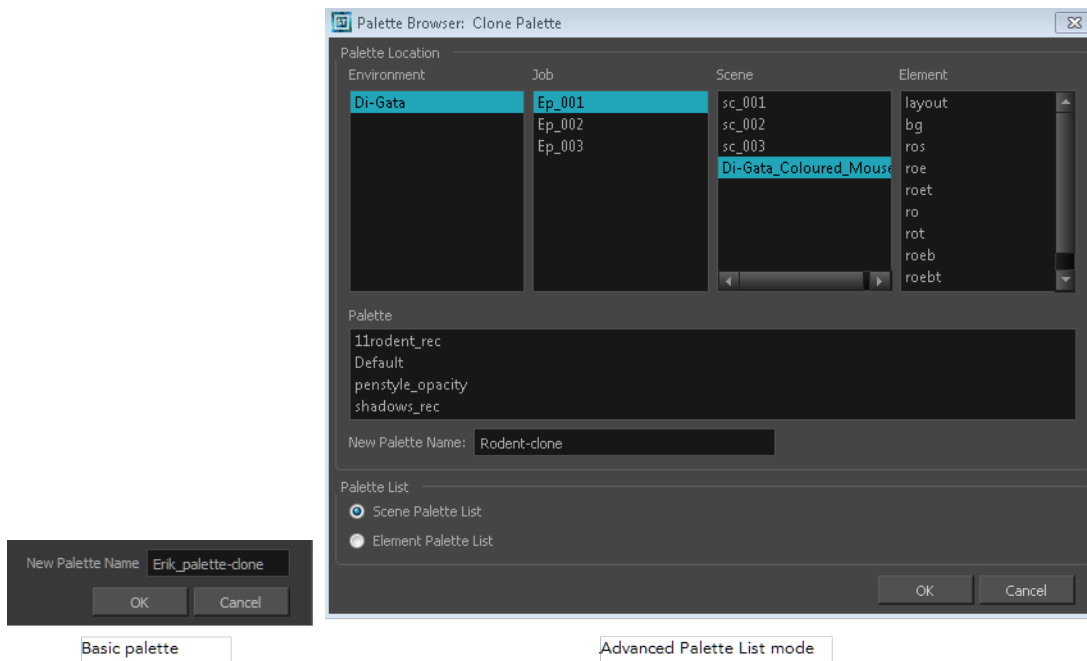 Palette Browser: Clone Palette
Palette Location
Environment
Job
Scene
Element
Di-Gata
Ep_001
Ep_002
Ep_003
sc_001
sc_002
sc_003
Di-Gata_Coloured_Mouse
layout
bg
ros
roe
roet
ro
rot
roeb
roebt
Palette
11rodent_rec
Default
penstyle_opacity
shadows_rec
New Palette Name: Rodent-clone
Palette List
Scene Palette List
Element Palette List
OK Cancel
New Palette Name Erik_palette-clone
OK Cancel
Basic palette
Advanced Palette List mode